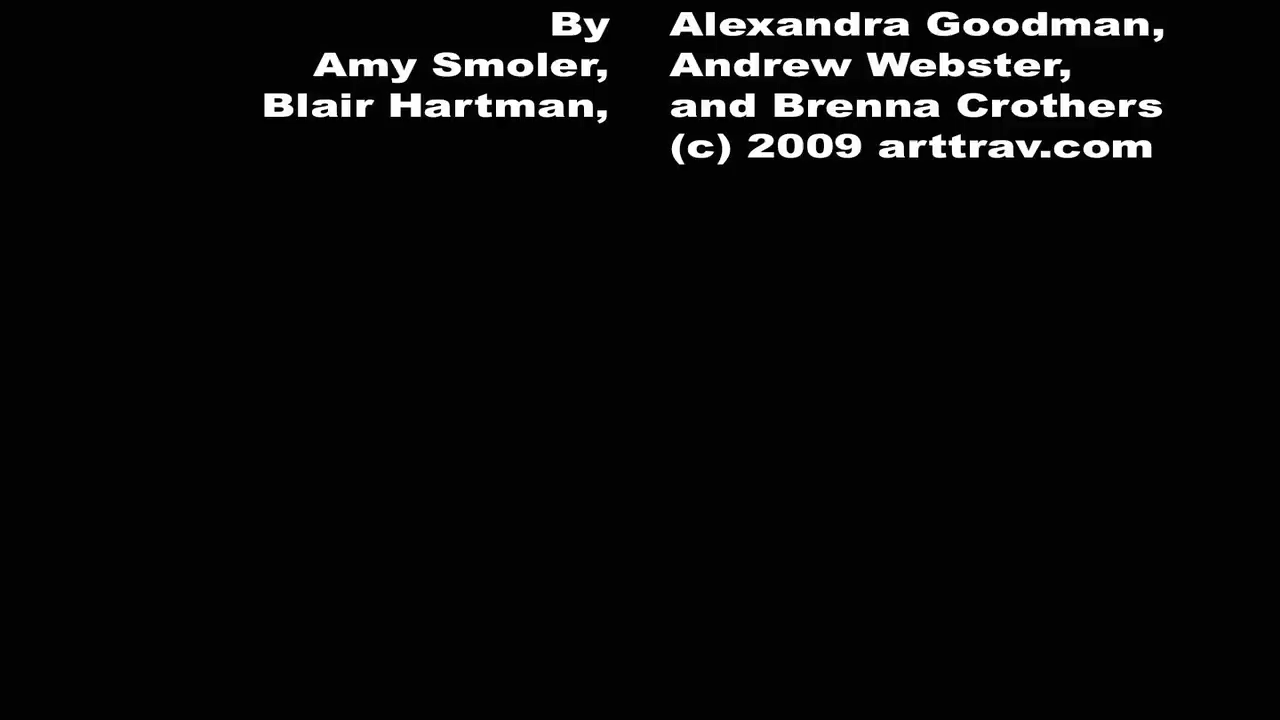 By Alexandra Goodman,
Amy Smoler, Andrew Webster,
Blair Hartman, and Brenna Crothers
(c) 2009 arttrav.com